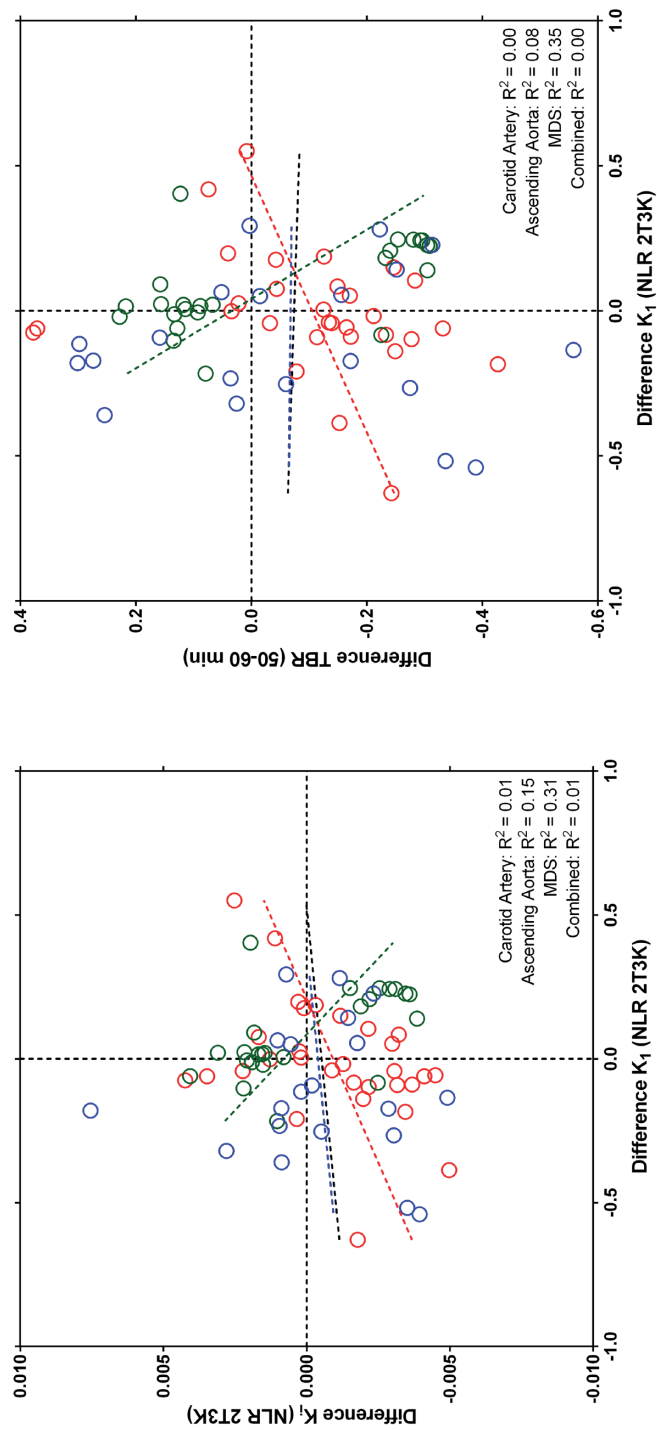 0.010
0.005
0.000
-0.005
-0.010
Difference Ki (NLR 2T3K)
-1.0
-0.5
0.0
0.5
1.0
Difference K1 (NLR 2T3K)
Carotid Artery: R2 = 0.01
Ascending Aorta: R2 = 0.15
MDS: R2 = 0.31
Combined: R2 = 0.01
0.4
0.2
0.0
-0.2
-0.4
-0.6
Difference TBR (50-60 min)
-1.0
-0.5
0.0
0.5
1.0
Difference K1 (NLR 2T3K)
Carotid Artery: R2 = 0.00
Ascending Aorta: R2 = 0.08
MDS: R2 = 0.35
Combined: R2 = 0.00